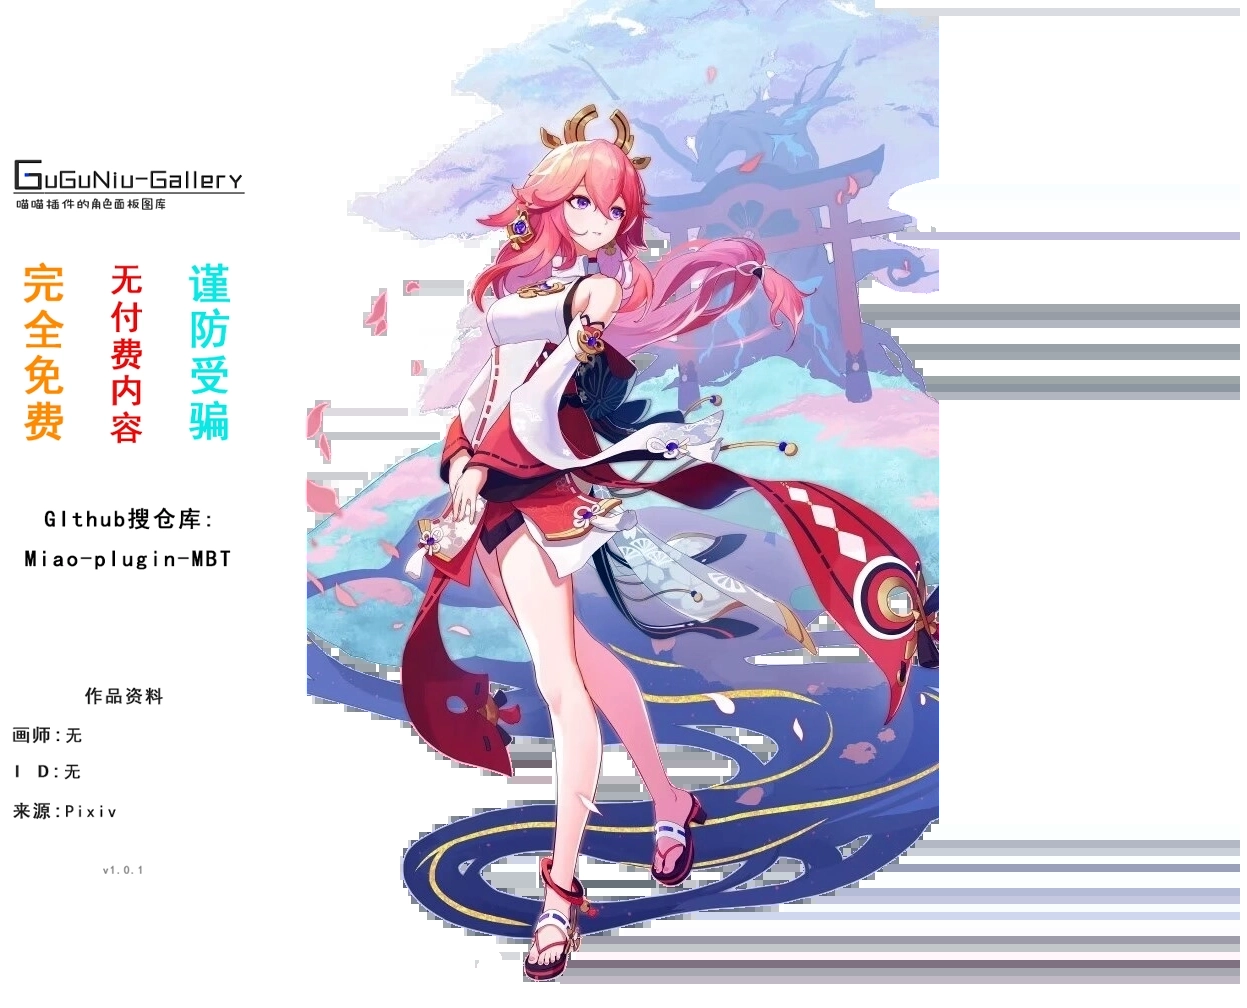 GuGuNiu-Gallery
喵喵插件的角色面板图库
完全免费
无付费内容
谨防受骗
GIthub搜仓库:
Miao-plugin-MBT
作品资料
画师:无
I D:无
来源:Pixiv
v1.0.1